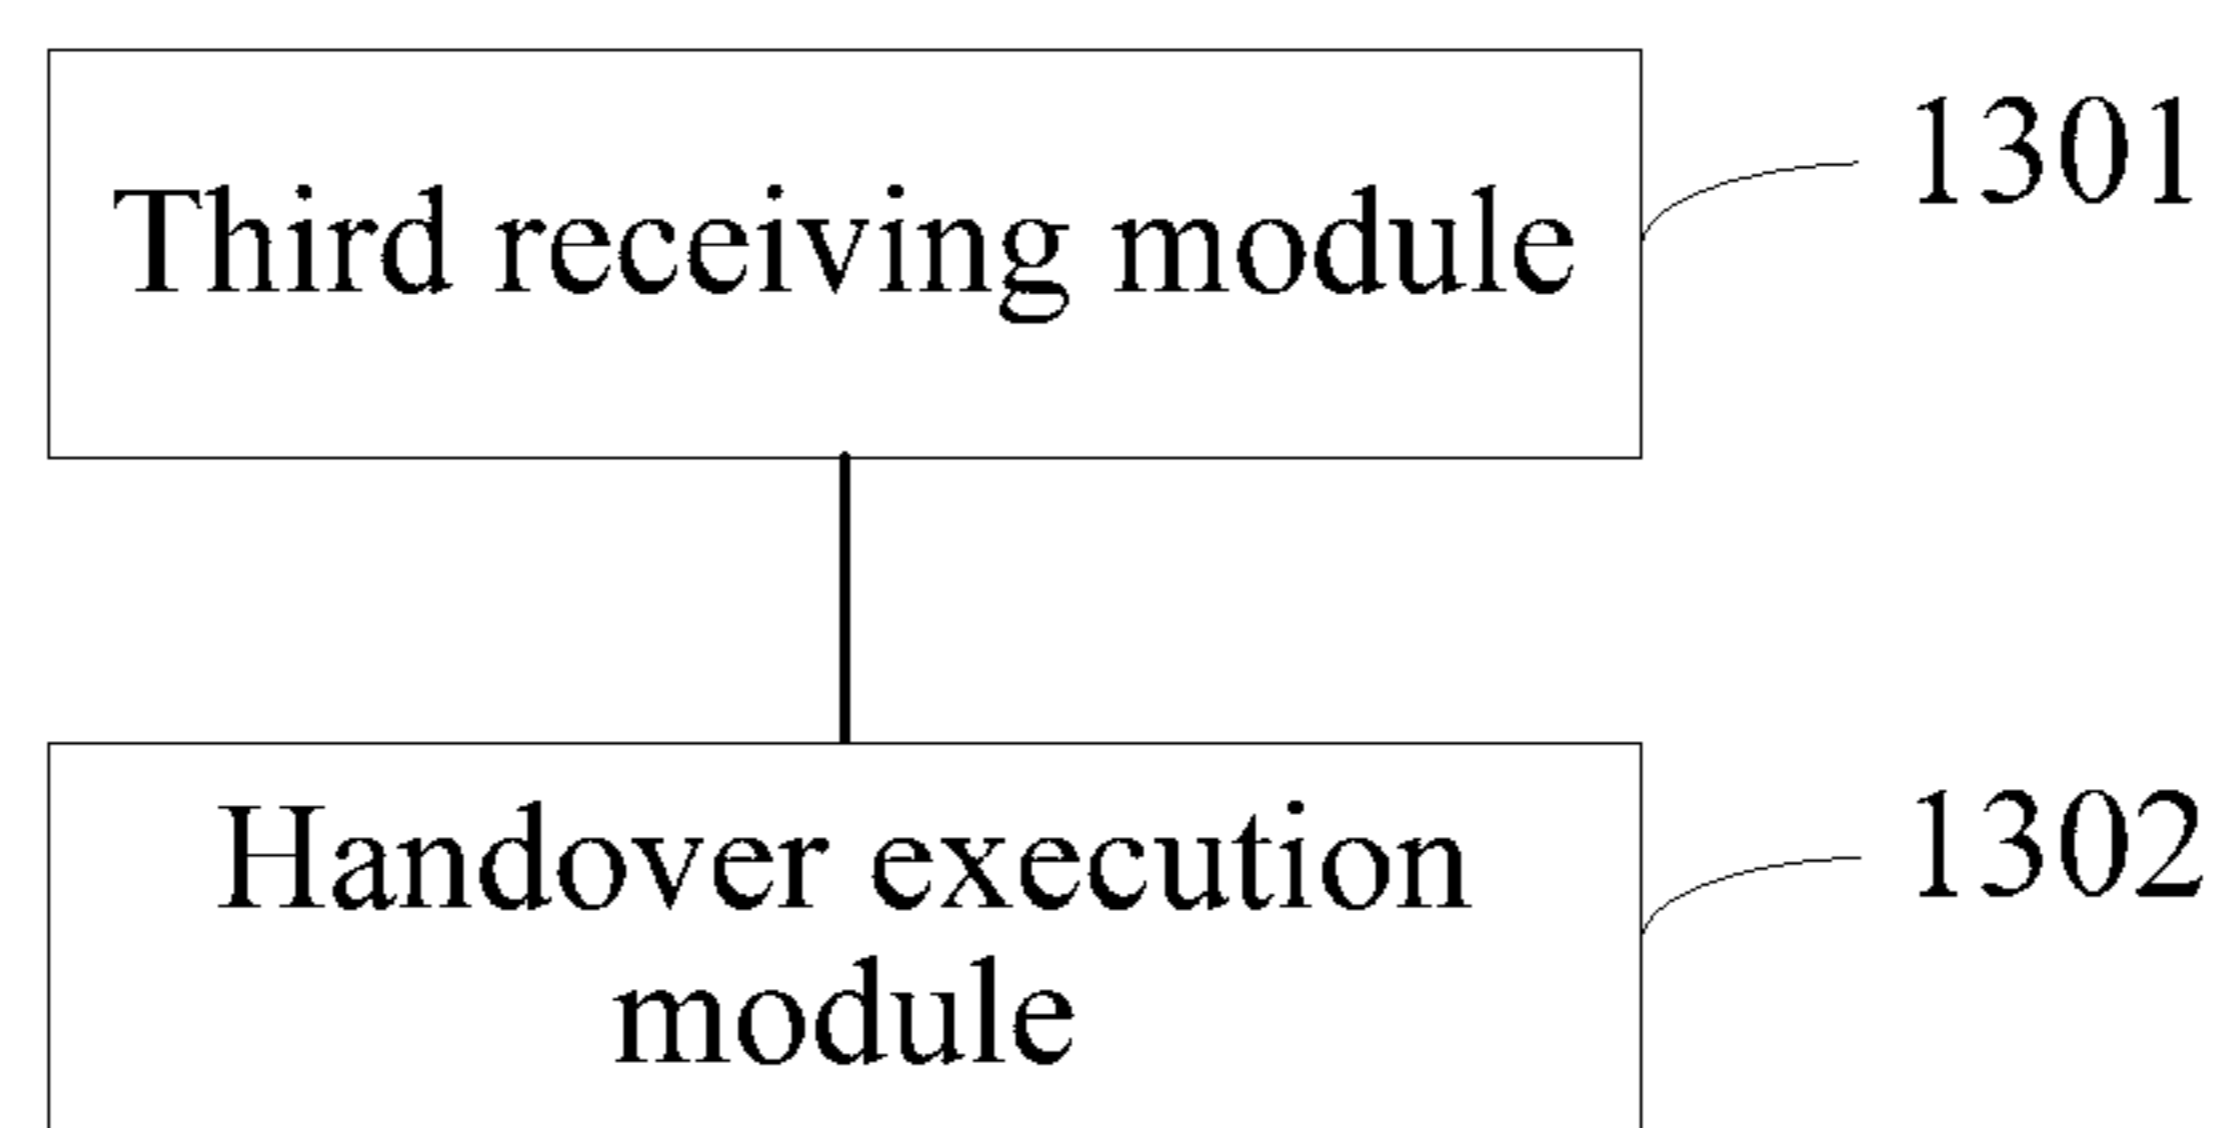 Third receiving module
1301
Handover execution
module
1302